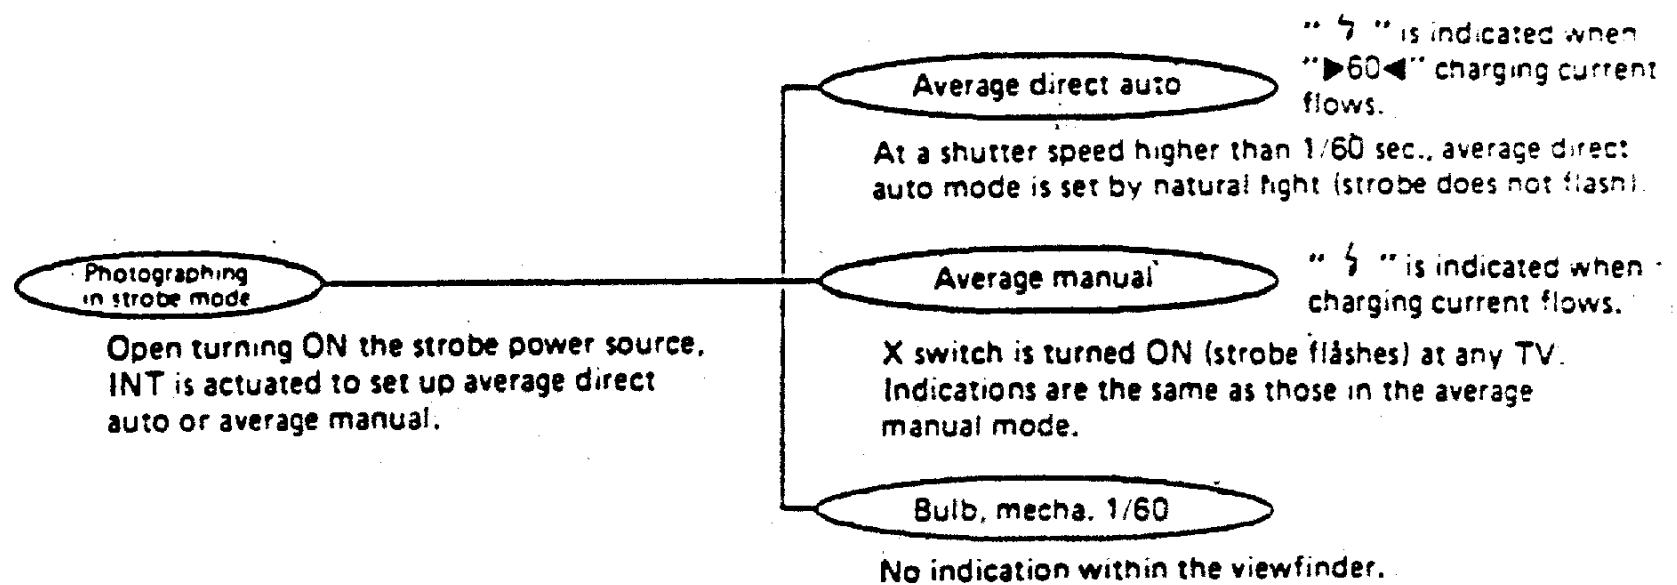 Photographing
in strobe mode
Open turning ON the strobe power source,
INT is actuated to set up average direct
auto or average manual.
Average direct auto
" ϟ " is indicated when
"▶60◀" charging current
flows.
At a shutter speed higher than 1/60 sec., average direct
auto mode is set by natural light (strobe does not flash).
Average manual
" ϟ " is indicated when
charging current flows.
X switch is turned ON (strobe flashes) at any TV.
Indications are the same as those in the average
manual mode.
Bulb, mecha. 1/60
No indication within the viewfinder.